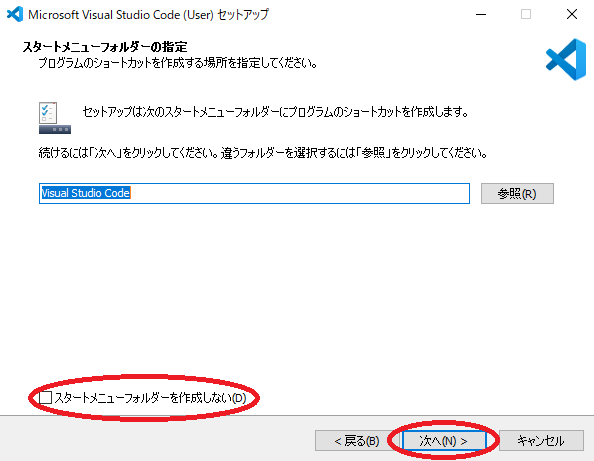 Microsoft Visual Studio Code (User) セットアップ
スタートメニューフォルダーの指定
プログラムのショートカットを作成する場所を指定してください。
セットアップは次のスタートメニューフォルダーにプログラムのショートカットを作成します。
続けるには「次へ」をクリックしてください。違うフォルダーを選択するには「参照」をクリックしてください。
Visual Studio Code 参照(R)
スタートメニューフォルダーを作成しない(D)
< 戻る(B) 次へ(N) > キャンセル